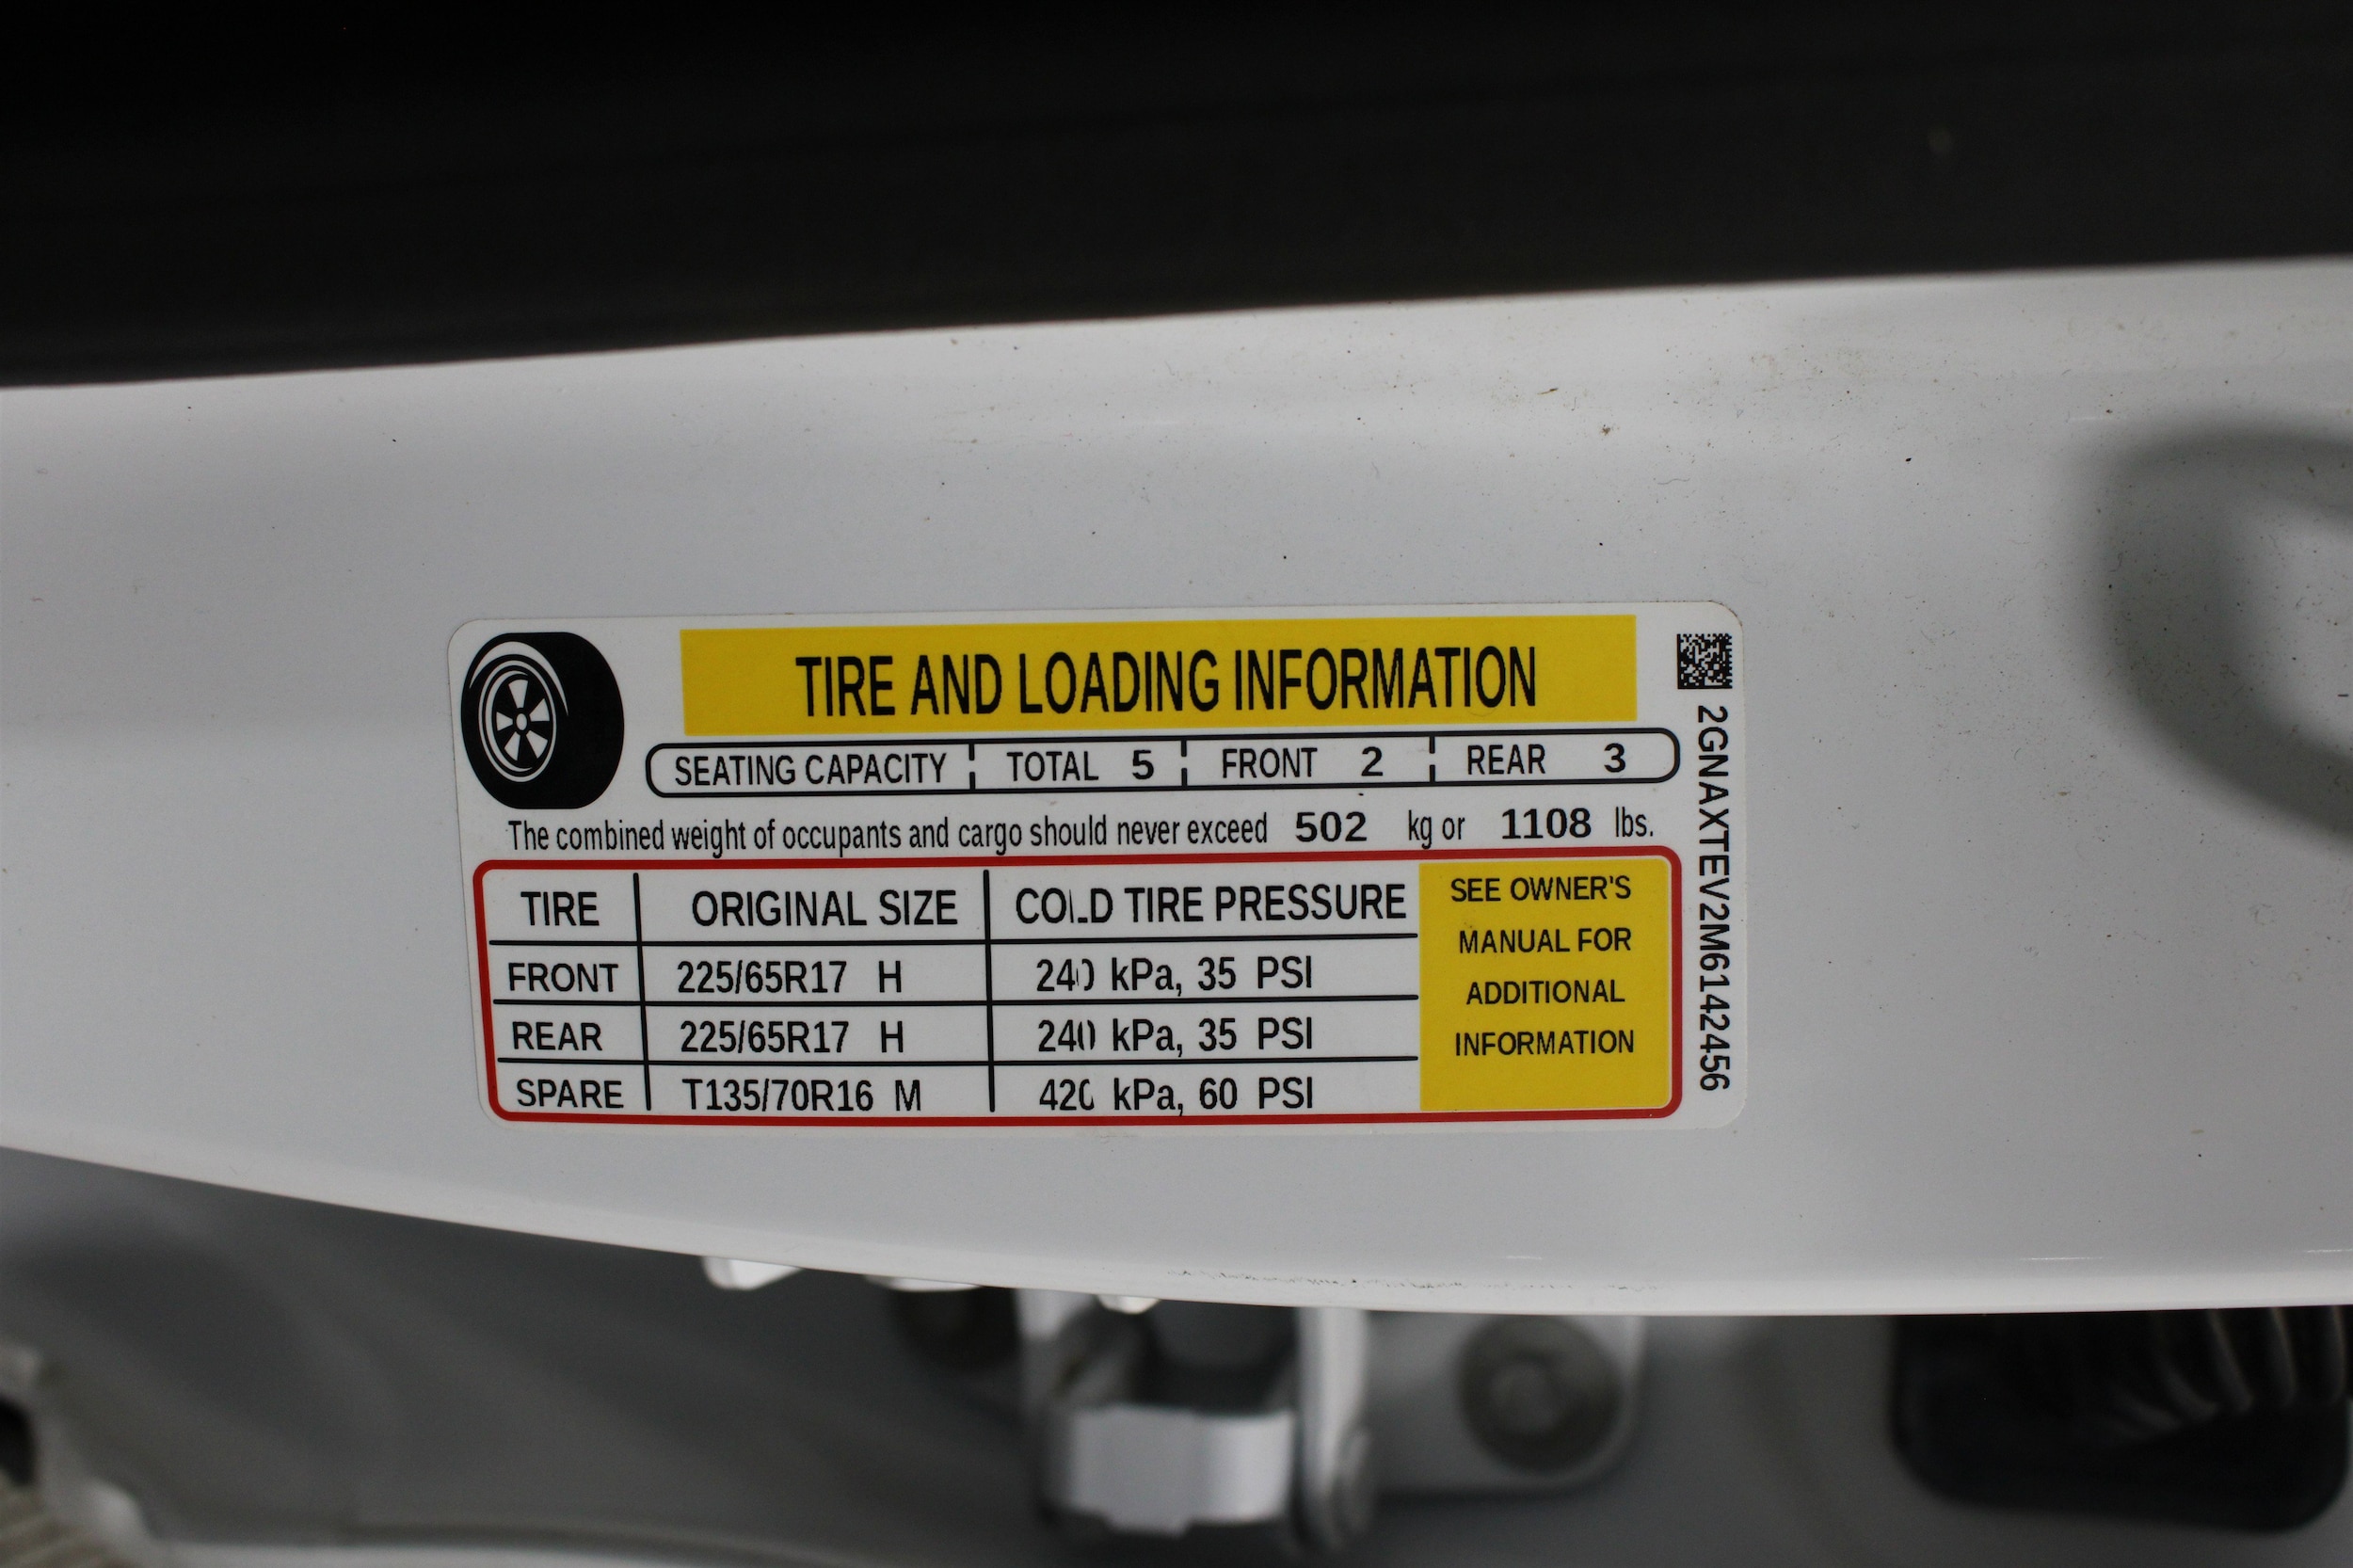 TIRE AND LOADING INFORMATION
SEATING CAPACITY TOTAL 5 FRONT 2 REAR 3
The combined weight of occupants and cargo should never exceed 502 kg or 1108 lbs.
TIRE ORIGINAL SIZE COLD TIRE PRESSURE
FRONT 225/65R17 H 240 kPa, 35 PSI
REAR 225/65R17 H 240 kPa, 35 PSI
SPARE T135/70R16 M 420 kPa, 60 PSI
SEE OWNER'S
MANUAL FOR
ADDITIONAL
INFORMATION
2GNAXTEV2M6142456